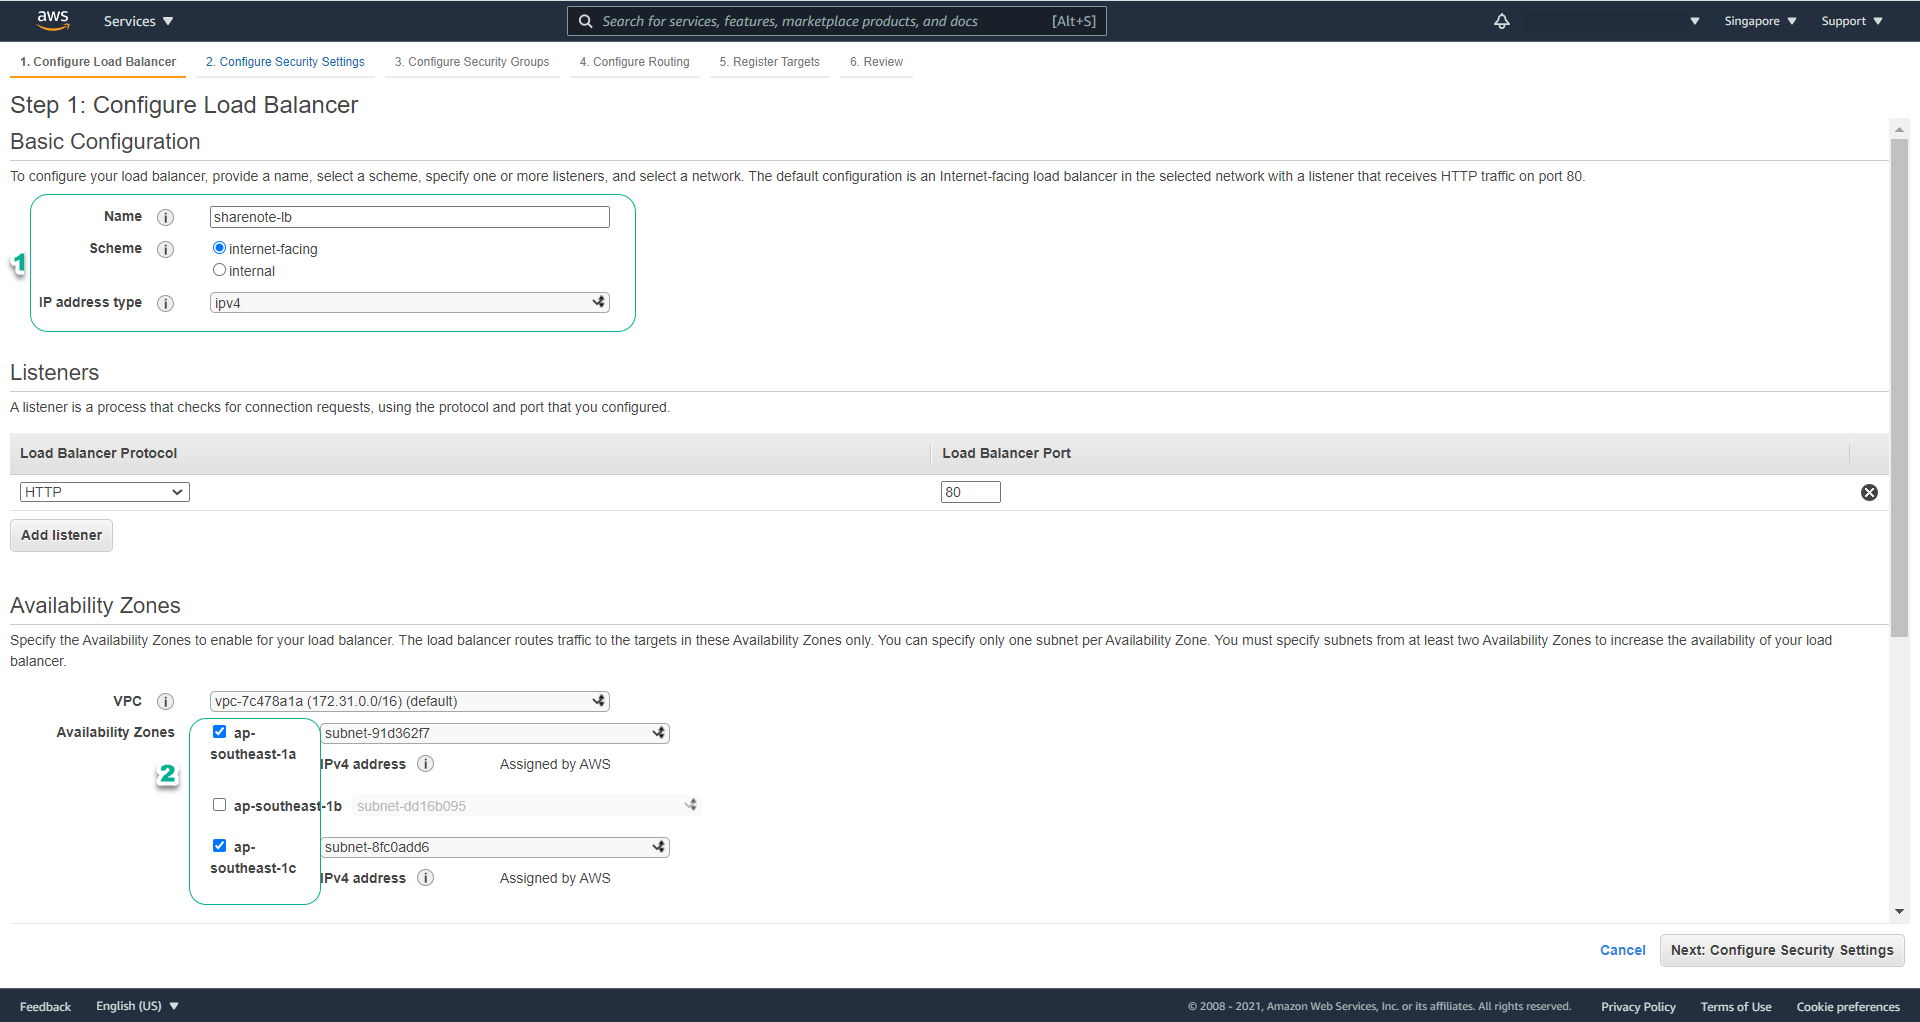 aws Services Search for services, features, marketplace products, and docs [Alt+S] Singapore Support
1. Configure Load Balancer 2. Configure Security Settings 3. Configure Security Groups 4. Configure Routing 5. Register Targets 6. Review
Step 1: Configure Load Balancer
Basic Configuration
To configure your load balancer, provide a name, select a scheme, specify one or more listeners, and select a network. The default configuration is an Internet-facing load balancer in the selected network with a listener that receives HTTP traffic on port 80.
Name i sharenote-lb
Scheme i internet-facing
1
internal
IP address type i ipv4
Listeners
A listener is a process that checks for connection requests, using the protocol and port that you configured.
Load Balancer Protocol Load Balancer Port
HTTP 80
Add listener
Availability Zones
Specify the Availability Zones to enable for your load balancer. The load balancer routes traffic to the targets in these Availability Zones only. You can specify only one subnet per Availability Zone. You must specify subnets from at least two Availability Zones to increase the availability of your load
balancer.
VPC i vpc-7c478a1a (172.31.0.0/16) (default)
Availability Zones ap- subnet-91d362f7
southeast-1a
IPv4 address i Assigned by AWS
2
ap-southeast-1b subnet-dd16b095
ap- subnet-8fc0add6
southeast-1c
IPv4 address i Assigned by AWS
Cancel Next: Configure Security Settings
Feedback English (US) © 2008 - 2021, Amazon Web Services, Inc. or its affiliates. All rights reserved. Privacy Policy Terms of Use Cookie preferences